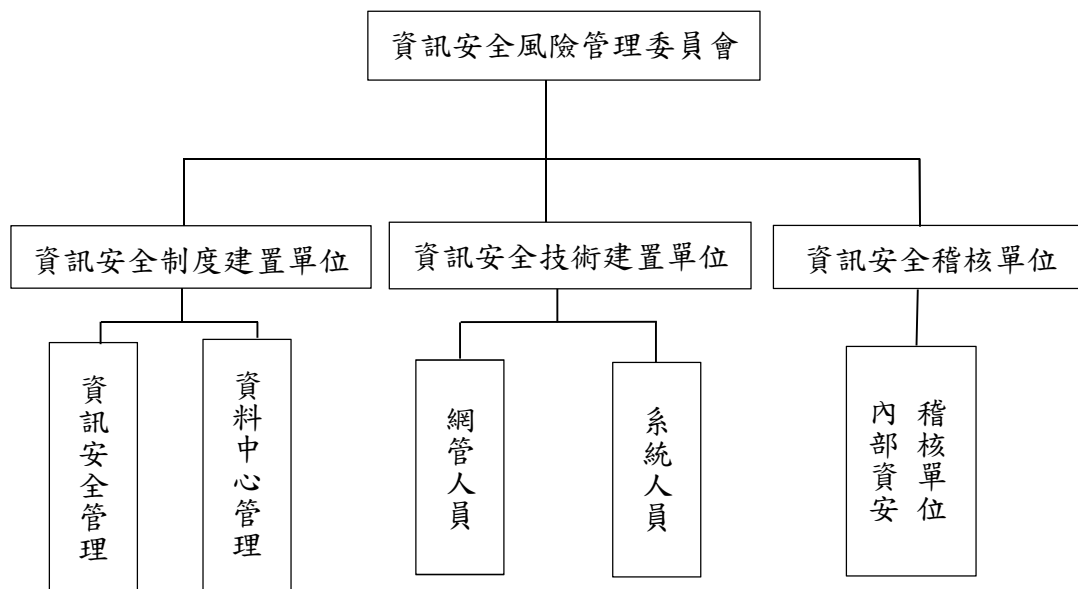 資訊安全風險管理委員會
資訊安全制度建置單位
資訊安全技術建置單位
資訊安全稽核單位
資訊安全管理
資料中心管理
網管人員
系統人員
內部資安
稽核單位